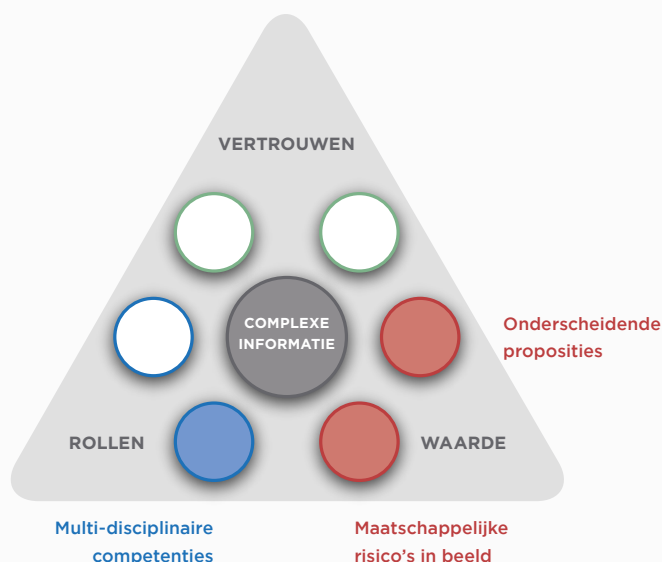 VERTROUWEN
COMPLEXE
INFORMATIE
Onderscheidende
proposities
ROLLEN
WAARDE
Multi-disciplinaire
competenties
Maatschappelijke
risico's in beeld